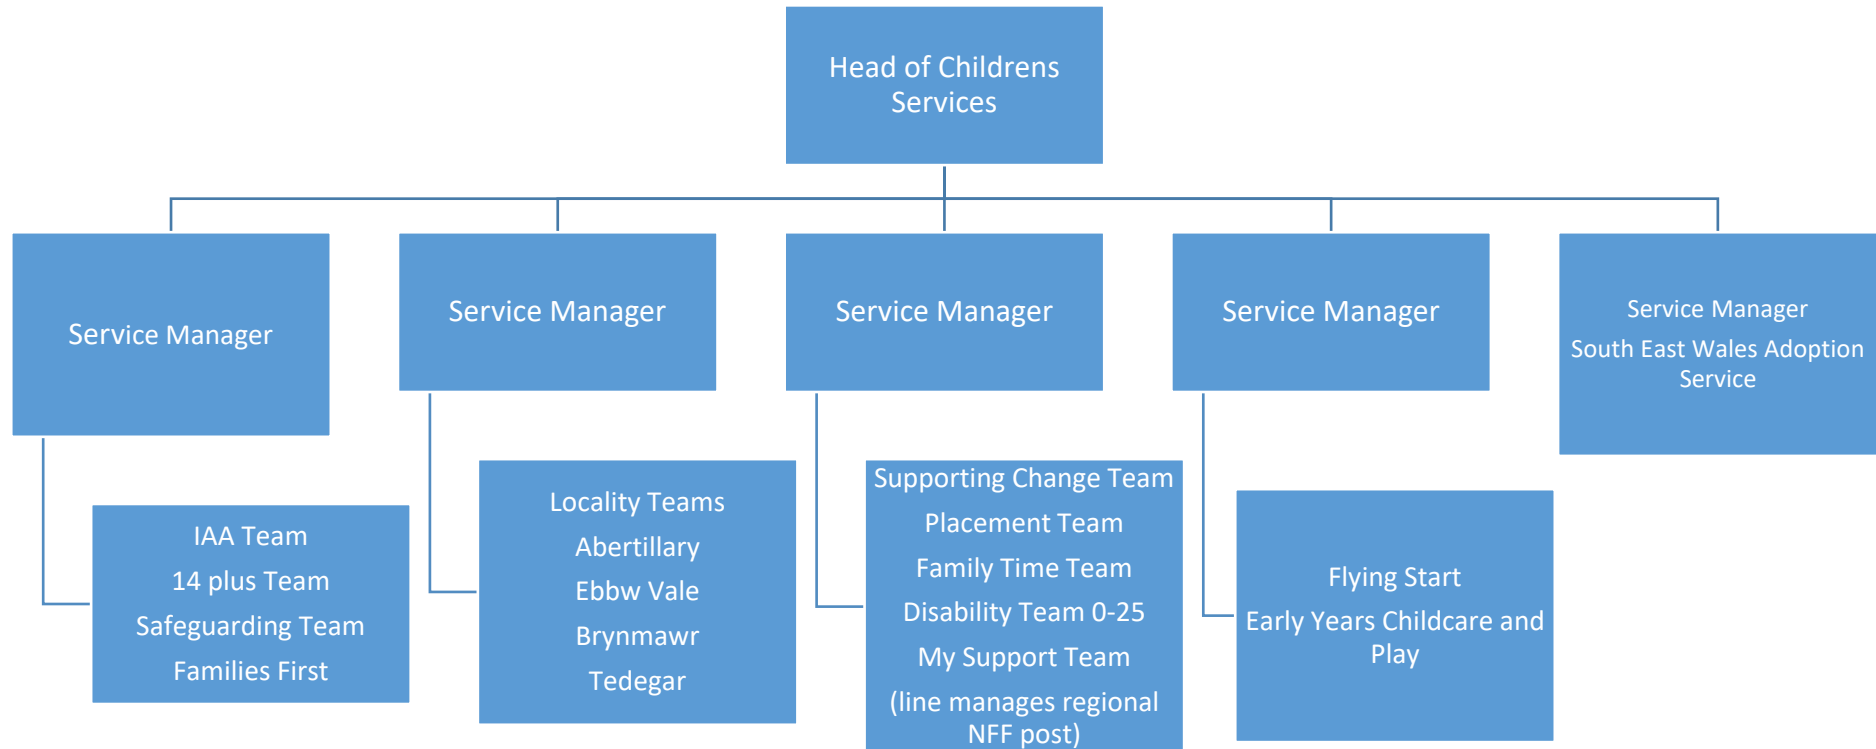 Head of Childrens
Services
Service Manager
Service Manager
Service Manager
Service Manager
Service Manager
South East Wales Adoption
Service
IAA Team
14 plus Team
Safeguarding Team
Families First
Locality Teams
Abertillary
Ebbw Vale
Brynmawr
Tedegar
Supporting Change Team
Placement Team
Family Time Team
Disability Team 0-25
My Support Team
(line manages regional
NFF post)
Flying Start
Early Years Childcare and
Play